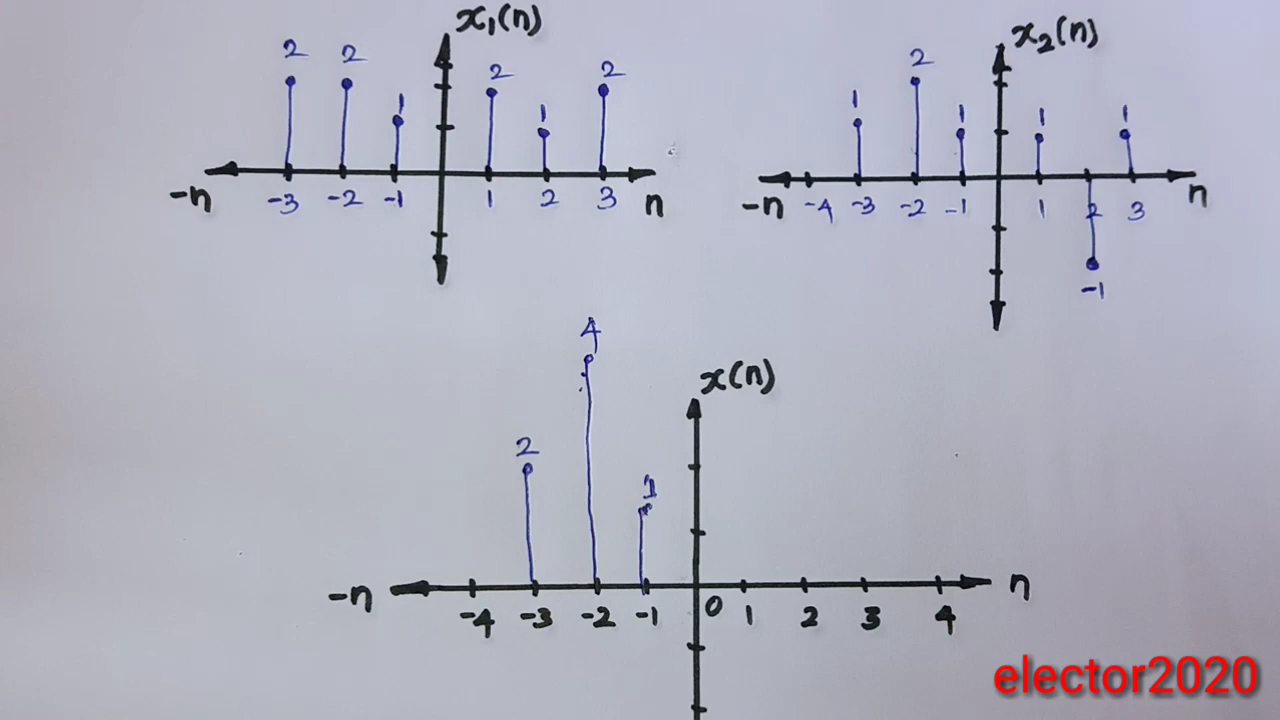 x₁(n)
2 2 1 2 1 2
-n -3 -2 -1 1 2 3 n
x₂(n)
1 2 1 1 1
-n -4 -3 -2 -1 1 2 3 n
-1
x(n)
4
2
1
-n -4 -3 -2 -1 0 1 2 3 4 n
elector2020